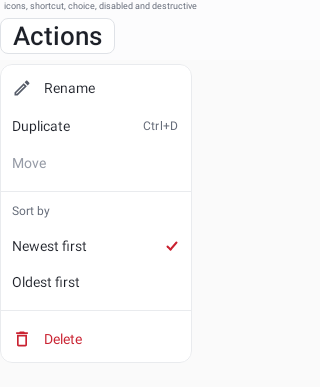 icons, shortcut, choice, disabled and destructive
Actions
Rename
Duplicate Ctrl+D
Move
Sort by
Newest first
Oldest first
Delete